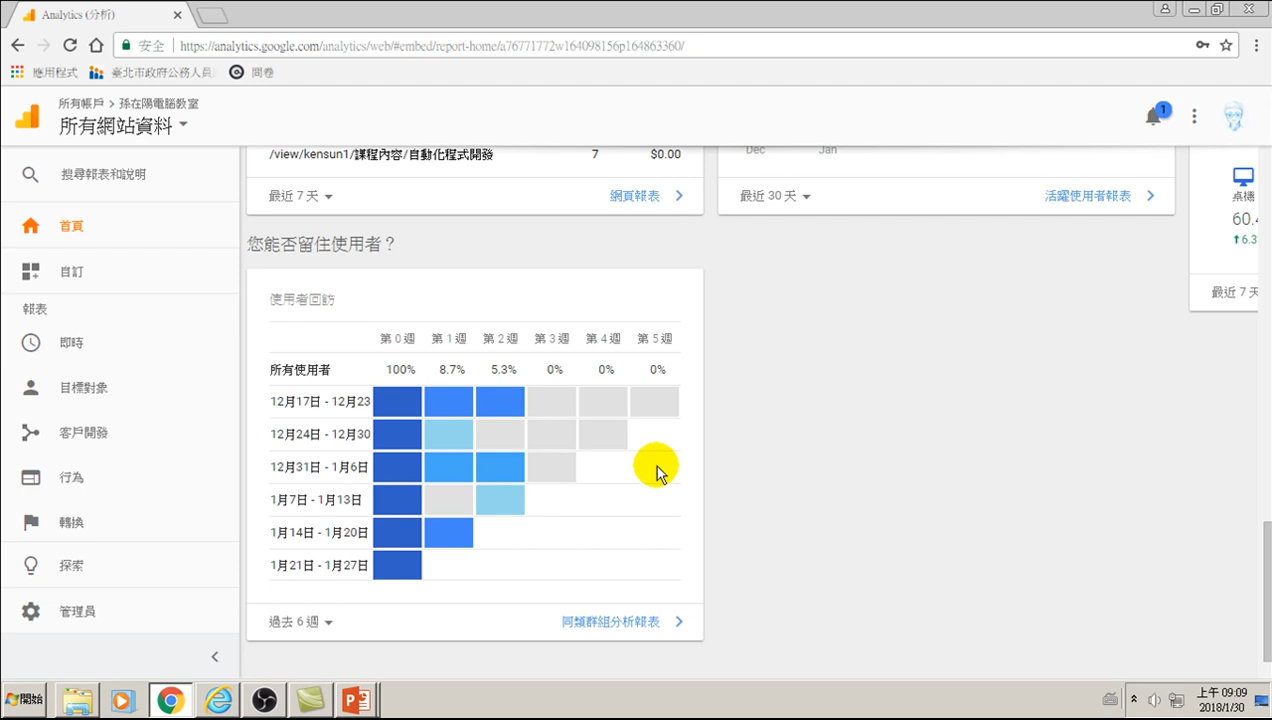 Analytics (分析)
安全 https://analytics.google.com/analytics/web/#embed/report-home/a76771772w164098156p164863360/
應用程式 臺北市政府公務人員 問卷
所有帳戶 > 孫在陽電腦教室
所有網站資料
1
搜尋報表和說明
首頁
自訂
報表
即時
目標對象
客戶開發
行為
轉換
探索
管理員
/view/kensun1/課程內容/自動化程式開發 7 $0.00
最近 7 天 網頁報表
Dec Jan
最近 30 天 活躍使用者報表
60.4
6.3
最近 7 天
您能否留住使用者？
使用者回訪
第 0 週 第 1 週 第 2 週 第 3 週 第 4 週 第 5 週
所有使用者 100% 8.7% 5.3% 0% 0% 0%
12月17日 - 12月23
12月24日 - 12月30
12月31日 - 1月6日
1月7日 - 1月13日
1月14日 - 1月20日
1月21日 - 1月27日
過去 6 週 同類群組分析報表
開始
上午 09:09
2018/1/30